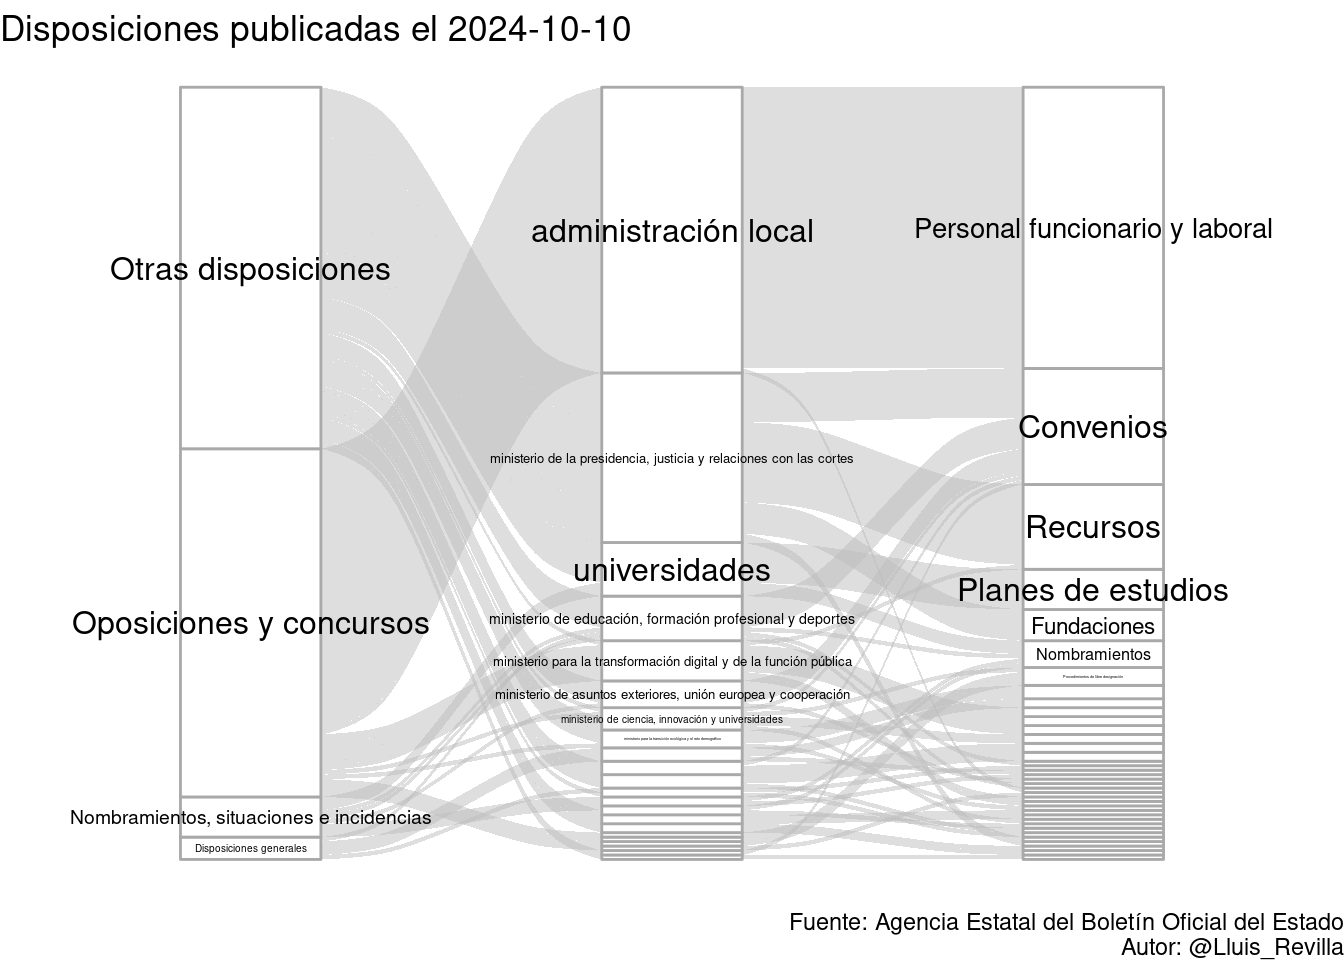 Disposiciones publicadas el 2024-10-10
Otras disposiciones
Oposiciones y concursos
Nombramientos, situaciones e incidencias
Disposiciones generales
administración local
ministerio de la presidencia, justicia y relaciones con las cortes
universidades
ministerio de educación, formación profesional y deportes
ministerio para la transformación digital y de la función pública
ministerio de asuntos exteriores, unión europea y cooperación
ministerio de ciencia, innovación y universidades
ministerio para la transición ecológica y el reto demográfico
Personal funcionario y laboral
Convenios
Recursos
Planes de estudios
Fundaciones
Nombramientos
Procedimientos de libre designación
Fuente: Agencia Estatal del Boletín Oficial del Estado
Autor: @Lluis_Revilla